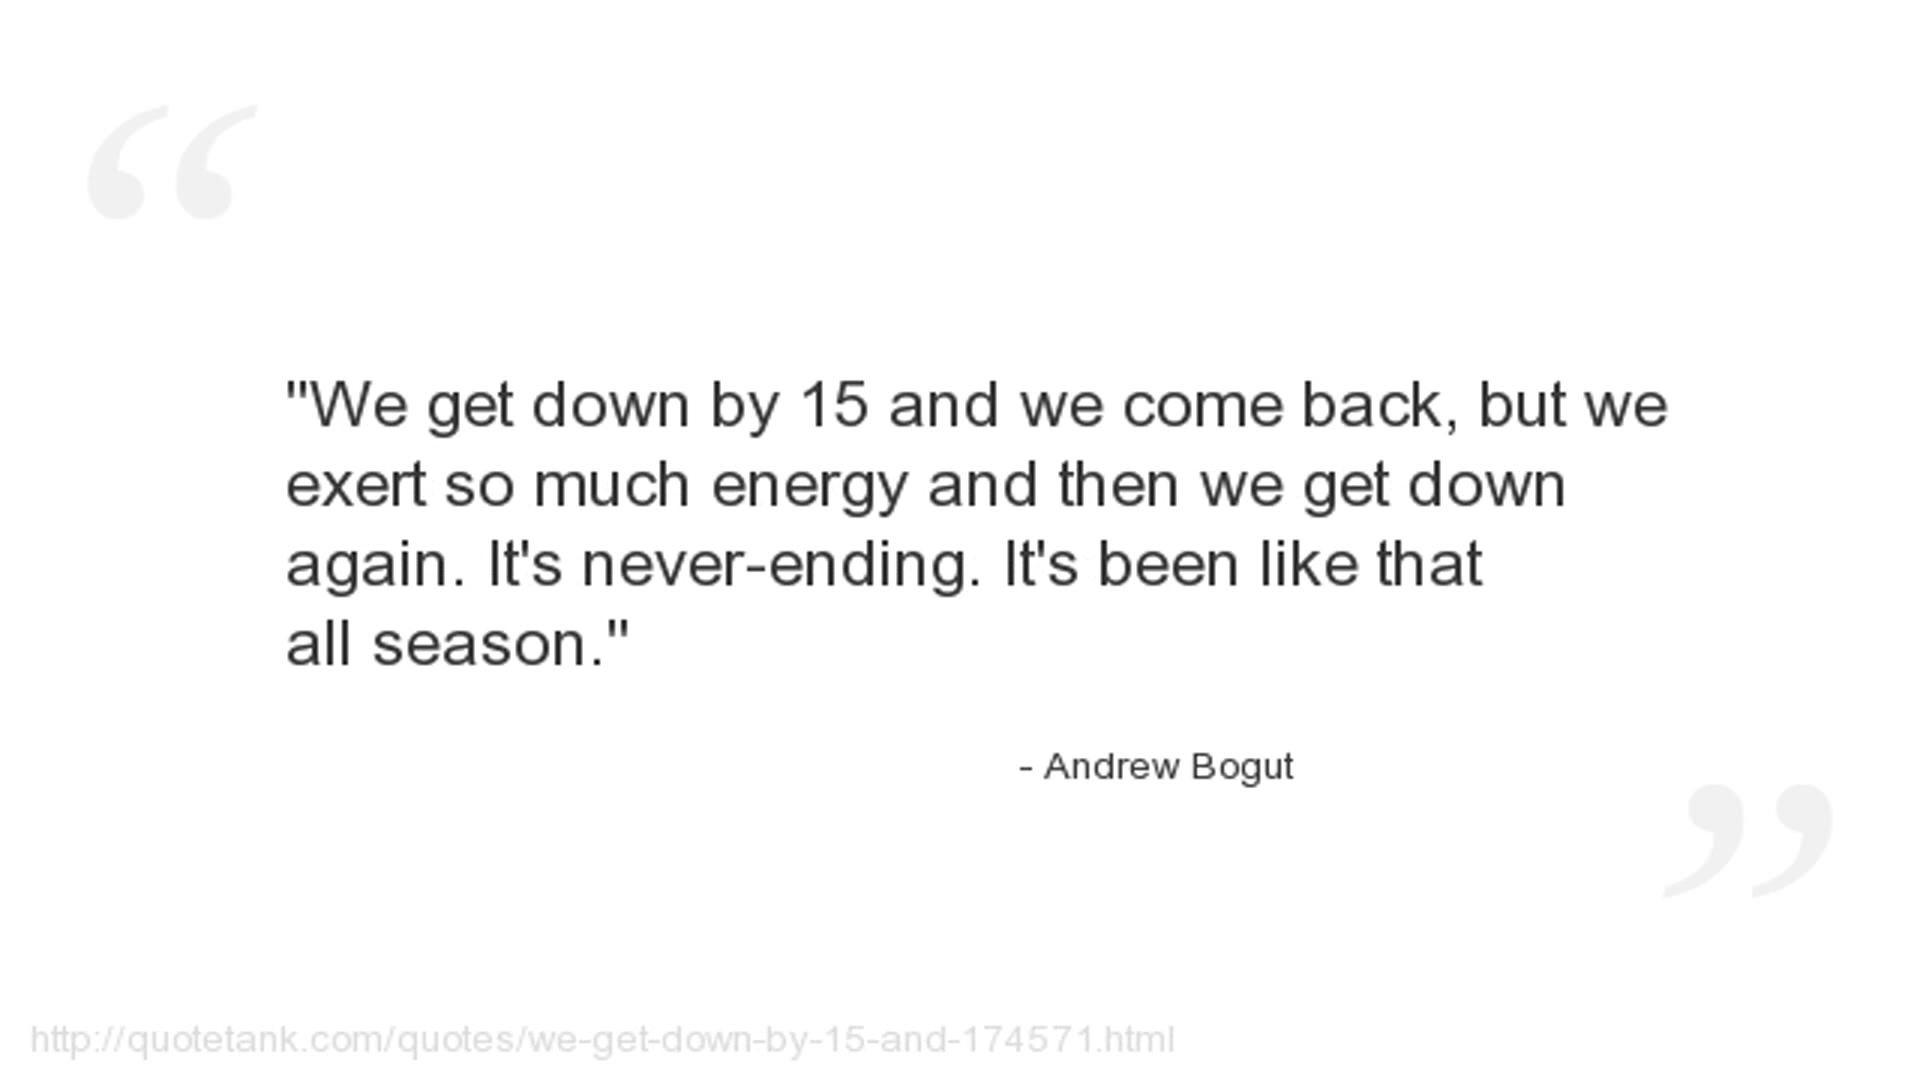 "We get down by 15 and we come back, but we
exert so much energy and then we get down
again. It's never-ending. It's been like that
all season."
- Andrew Bogut
http://quotetank.com/quotes/we-get-down-by-15-and-174571.html